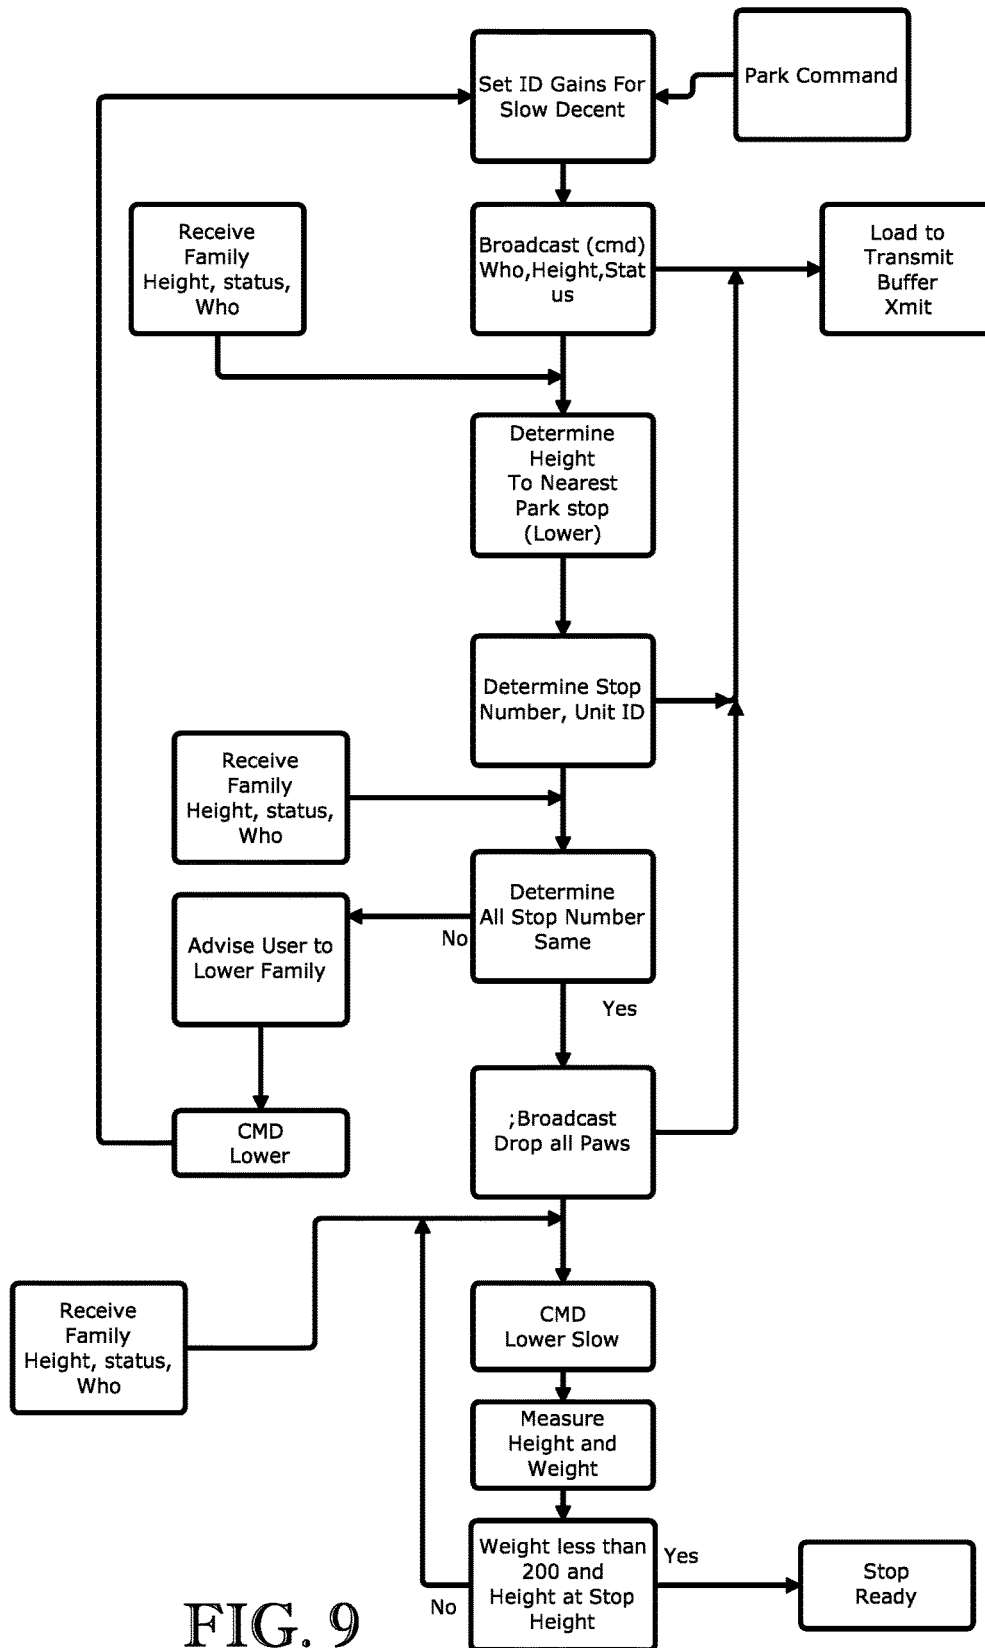 Set ID Gains For
Slow Decent
Park Command
Receive
Family
Height, status,
Who
Broadcast (cmd)
Who,Height,Stat
us
Load to
Transmit
Buffer
Xmit
Determine
Height
To Nearest
Park stop
(Lower)
Determine Stop
Number, Unit ID
Receive
Family
Height, status,
Who
Determine
All Stop Number
Same
No
Advise User to
Lower Family
Yes
CMD
Lower
;Broadcast
Drop all Paws
Receive
Family
Height, status,
Who
CMD
Lower Slow
Measure
Height and
Weight
Weight less than
200 and
Height at Stop
Height
Yes
No
Stop
Ready
FIG. 9